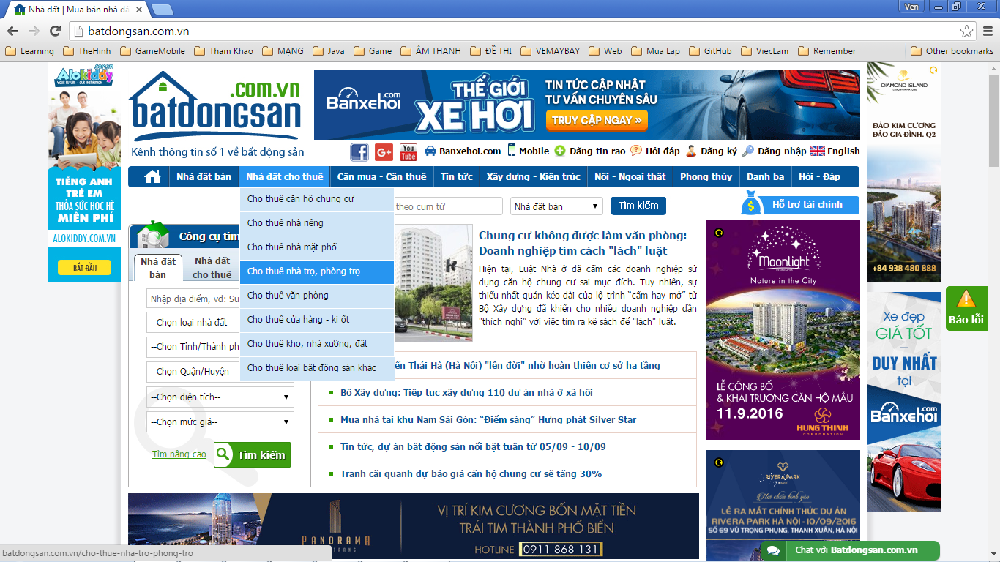 Nhà đất | Mua bán nhà đấ
Ven
batdongsan.com.vn
Learning
TheHinh
GameMobile
Tham Khao
MANG
Java
Game
ÂM THANH
ĐỀ THI
VEMAYBAY
Web
Mua Lap
GitHub
ViecLam
Remember
Other bookmarks
Alokiddy
.com.vn
YOUR FUTURE - OUR INSPIRATION
TIẾNG ANH
TRẺ EM
THỎA SỨC HỌC HÈ
MIỄN PHÍ
ALOKIDDY.COM.VN
BẮT ĐẦU
.com.vn
batdongsan
Kênh thông tin số 1 về bất động sản
Banxehoi.com
THẾ GIỚI
XE HƠI
TIN TỨC CẬP NHẬT
TƯ VẤN CHUYÊN SÂU
TRUY CẬP NGAY »
Banxehoi.com
Mobile
Đăng tin rao
Hỏi đáp
Đăng ký
Đăng nhập
English
Nhà đất bán
Nhà đất cho thuê
Cần mua - Cần thuê
Tin tức
Xây dựng - Kiến trúc
Nội - Ngoại thất
Phong thủy
Danh bạ
Hỏi - Đáp
Cho thuê căn hộ chung cư
Cho thuê nhà riêng
Cho thuê nhà mặt phố
Cho thuê nhà trọ, phòng trọ
Cho thuê văn phòng
Cho thuê cửa hàng - ki ốt
Cho thuê kho, nhà xưởng, đất
Cho thuê loại bất động sản khác
theo cụm từ
Nhà đất bán
Tìm kiếm
Hỗ trợ tài chính
Công cụ tìm
Nhà đất
bán
Nhà đất
cho thuê
Nhập địa điểm, vd: Su
--Chọn loại nhà đất--
--Chọn Tỉnh/Thành ph
--Chọn Quận/Huyện--
--Chọn diện tích--
--Chọn mức giá--
Tìm nâng cao
Tìm kiếm
Chung cư không được làm văn phòng:
Doanh nghiệp tìm cách "lách" luật
Hiện tại, Luật Nhà ở đã cấm các doanh nghiệp sử
dụng căn hộ chung cư sai mục đích. Tuy nhiên, sự
thiếu nhất quán kéo dài của lộ trình “cấm hay mở” từ
Bộ Xây dựng đã khiến cho nhiều doanh nghiệp dần
"thích nghi” với việc tìm ra kế sách để "lách" luật.
ến Thái Hà (Hà Nội) "lên đời" nhờ hoàn thiện cơ sở hạ tầng
Bộ Xây dựng: Tiếp tục xây dựng 110 dự án nhà ở xã hội
Mua nhà tại khu Nam Sài Gòn: “Điểm sáng” Hưng phát Silver Star
Tin tức, dự án bất động sản nổi bật tuần từ 05/09 - 10/09
Tranh cãi quanh dự báo giá căn hộ chung cư sẽ tăng 30%
PANORAMA
VỊ TRÍ KIM CƯƠNG BỐN MẶT TIỀN
TRÁI TIM THÀNH PHỐ BIỂN
HOTLINE 0911 868 131
Moonlight
RESIDENCES
Nature in the City
LỄ CÔNG BỐ
& KHAI TRƯƠNG CĂN HỘ MẪU
11.9.2016
HUNG THINH
CORPORATION
RIVERA PARK
HANOI
Nơi chốn bình yên
LỄ RA MẮT CHÍNH THỨC DỰ ÁN
RIVERA PARK HÀ NỘI - 10/09/2016
SỐ 69 VŨ TRỌNG PHỤNG, THANH XUÂN, HÀ NỘI
DIAMOND ISLAND
LUXURY IN NATURE
ĐẢO KIM CƯƠNG
ĐẢO GIA ĐÌNH. Q2
+84 938 480 888
Xe đẹp
GIÁ TỐT
DUY NHẤT
tại
Banxehoi.com
Báo lỗi
Chat với Batdongsan.com.vn
batdongsan.com.vn/cho-thue-nha-tro-phong-tro